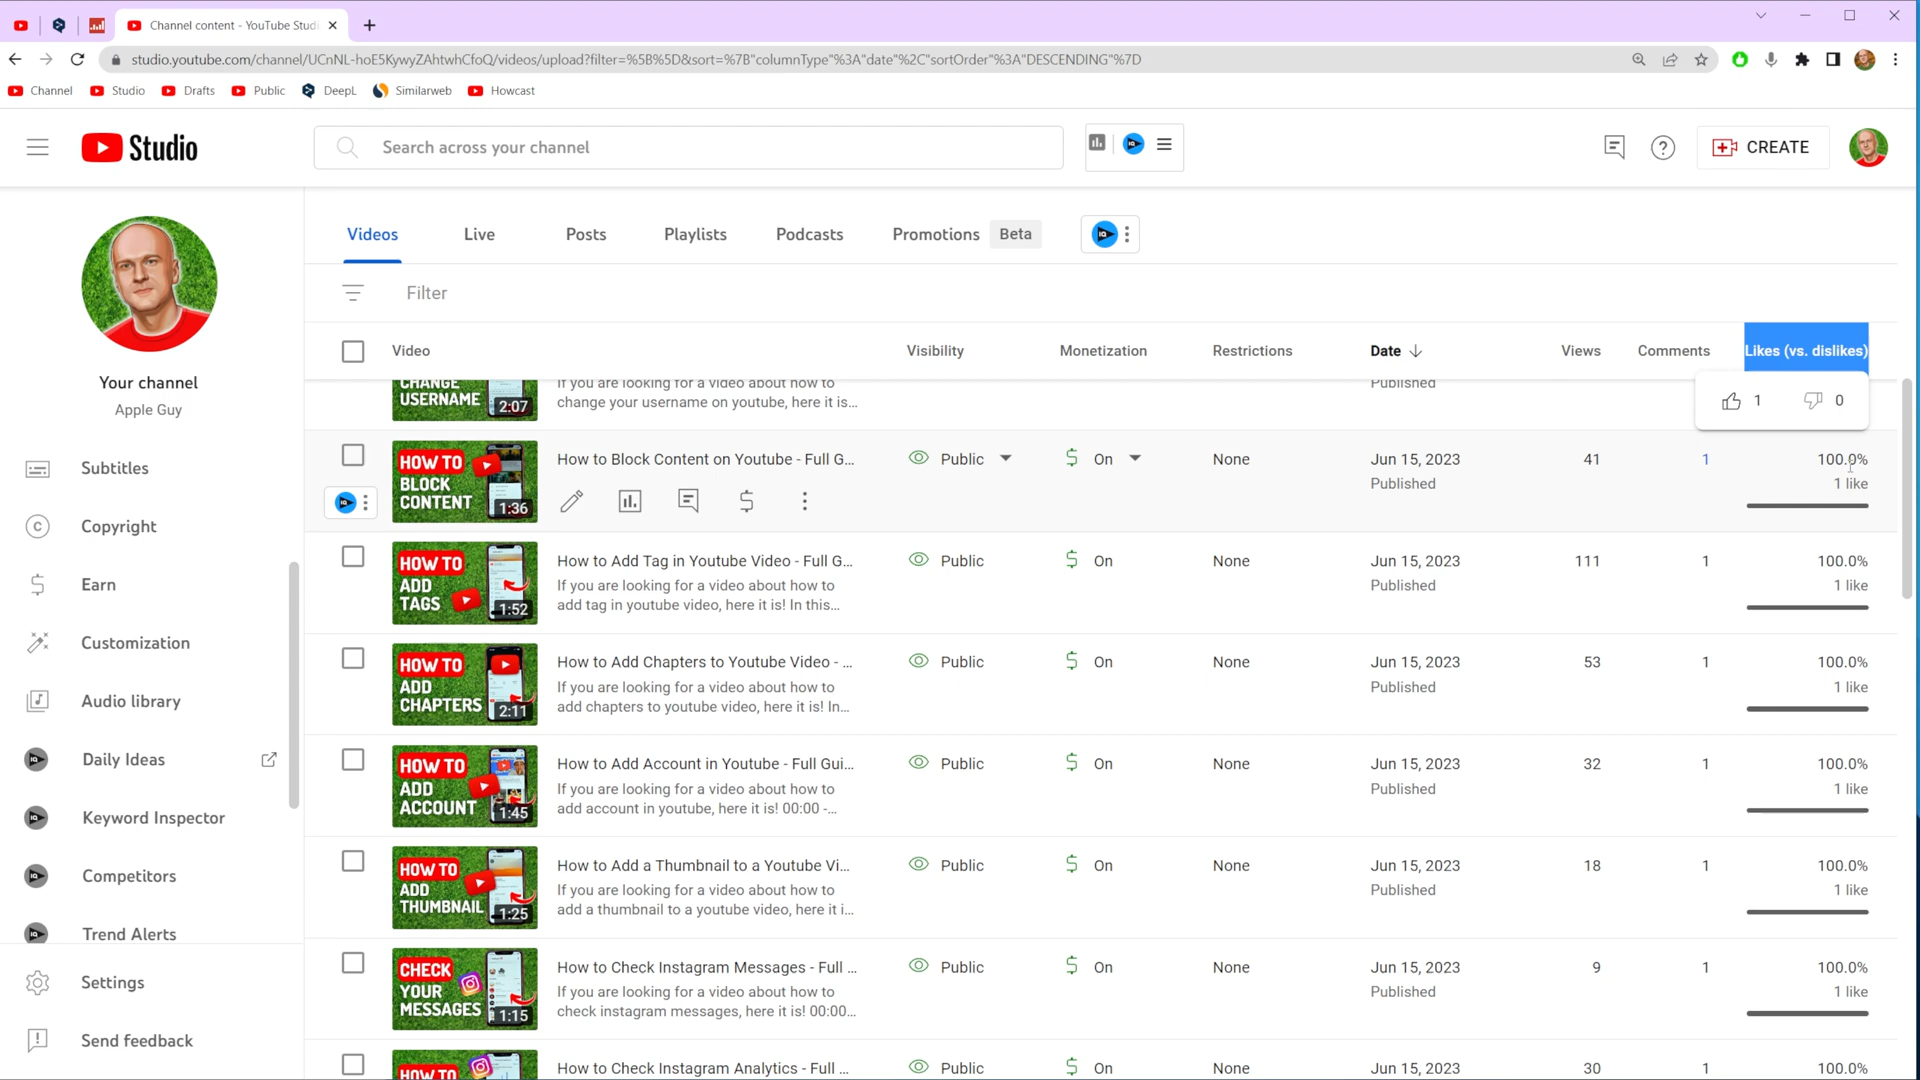 Channel content - YouTube Studi
studio.youtube.com/channel/UCnNL-hoE5KywyZAhtwhCfoQ/videos/upload?filter=%5B%5D&sort=%7B"columnType"%3A"date"%2C"sortOrder"%3A"DESCENDING"%7D
Channel Studio Drafts Public DeepL Similarweb Howcast
Studio Search across your channel CREATE
Videos Live Posts Playlists Podcasts Promotions Beta
Filter
Video Visibility Monetization Restrictions Date Views Comments Likes (vs. dislikes)
Your channel
Apple Guy
Subtitles
Copyright
Earn
Customization
Audio library
Daily Ideas
Keyword Inspector
Competitors
Trend Alerts
Settings
Send feedback
CHANGE
USERNAME
2:07
If you are looking for a video about how to
change your username on youtube, here it is...
Published
1 0
HOW TO
BLOCK
CONTENT
1:36
How to Block Content on Youtube - Full G... Public On None Jun 15, 2023 41 1 100.0%
Published 1 like
HOW TO
ADD
TAGS
1:52
How to Add Tag in Youtube Video - Full G... Public On None Jun 15, 2023 111 1 100.0%
If you are looking for a video about how to Published 1 like
add tag in youtube video, here it is! In this...
HOW TO
ADD
CHAPTERS
2:11
How to Add Chapters to Youtube Video - ... Public On None Jun 15, 2023 53 1 100.0%
If you are looking for a video about how to Published 1 like
add chapters to youtube video, here it is! In...
HOW TO
ADD
ACCOUNT
1:45
How to Add Account in Youtube - Full Gui... Public On None Jun 15, 2023 32 1 100.0%
If you are looking for a video about how to Published 1 like
add account in youtube, here it is! 00:00 -...
HOW TO
ADD
THUMBNAIL
1:25
How to Add a Thumbnail to a Youtube Vi... Public On None Jun 15, 2023 18 1 100.0%
If you are looking for a video about how to Published 1 like
add a thumbnail to a youtube video, here it i...
CHECK
YOUR
MESSAGES
1:15
How to Check Instagram Messages - Full ... Public On None Jun 15, 2023 9 1 100.0%
If you are looking for a video about how to Published 1 like
check instagram messages, here it is! 00:00...
HOW TO
How to Check Instagram Analytics - Full ... Public On None Jun 15, 2023 30 1 100.0%